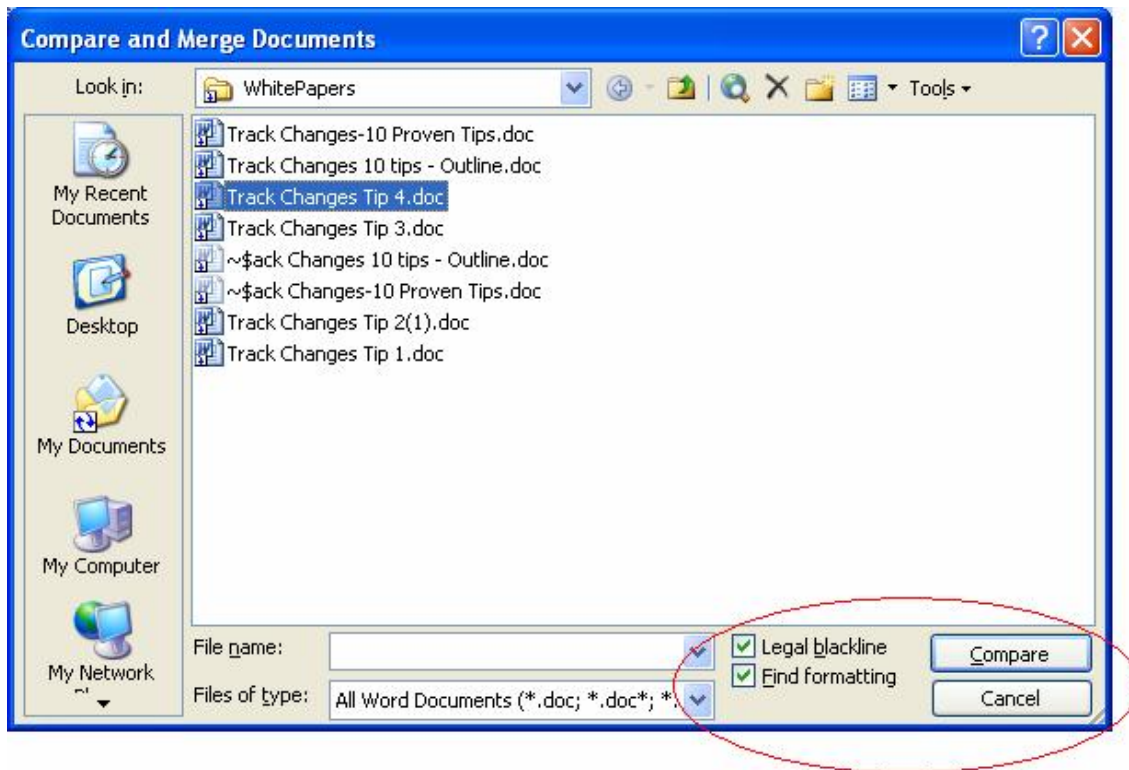 Compare and Merge Documents
Look in:
WhitePapers
Tools
Track Changes-10 Proven Tips.doc
Track Changes 10 tips - Outline.doc
Track Changes Tip 4.doc
Track Changes Tip 3.doc
~$ack Changes 10 tips - Outline.doc
~$ack Changes-10 Proven Tips.doc
Track Changes Tip 2(1).doc
Track Changes Tip 1.doc
My Recent
Documents
Desktop
My Documents
My Computer
My Network
File name:
Files of type:
All Word Documents (*.doc; *.doc*; *.
Legal blackline
Find formatting
Compare
Cancel